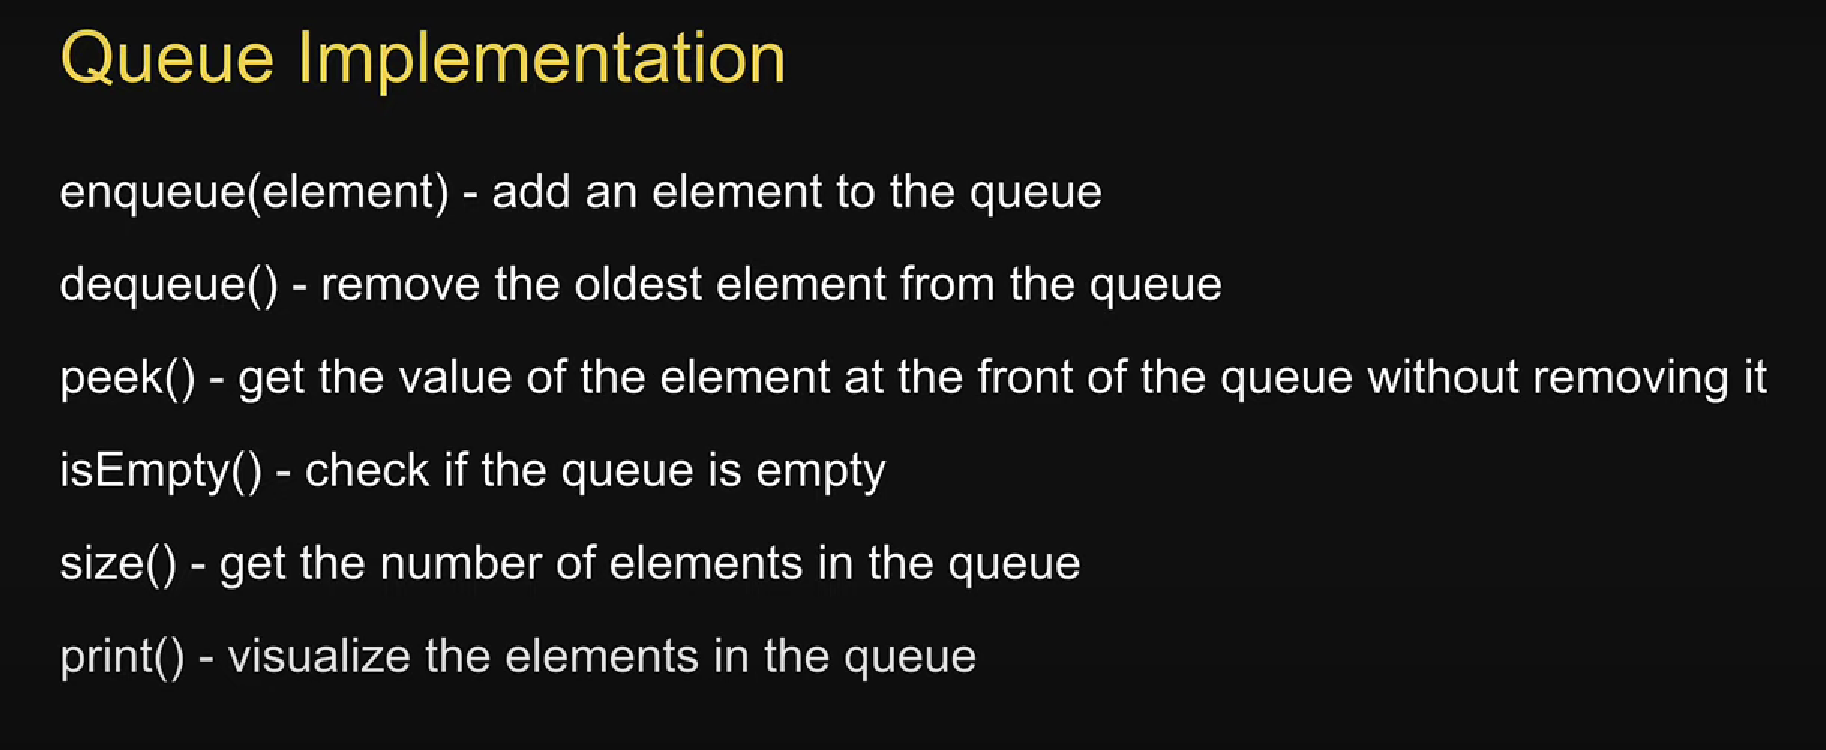 Queue Implementation
enqueue(element) - add an element to the queue
dequeue() - remove the oldest element from the queue
peek() - get the value of the element at the front of the queue without removing it
isEmpty() - check if the queue is empty
size() - get the number of elements in the queue
print() - visualize the elements in the queue